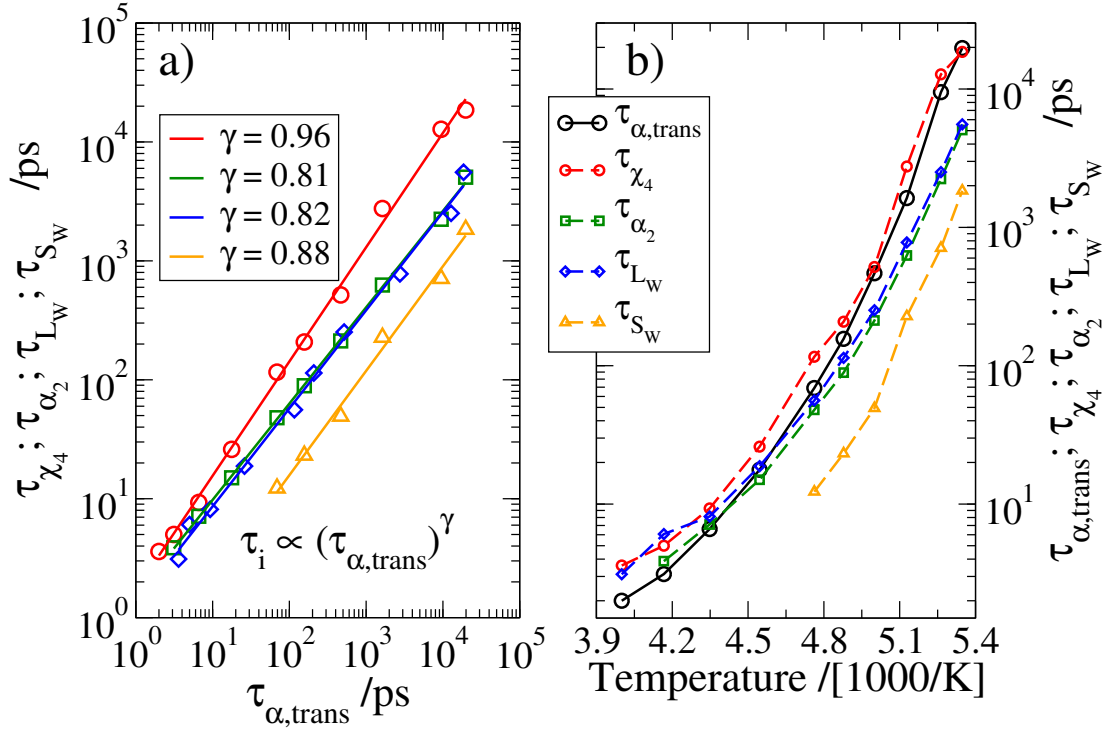 a)
10^5
10^4
10^3
10^2
10^1
10^0
τ_χ4 ; τ_α2 ; τ_LW ; τ_SW /ps
γ = 0.96
γ = 0.81
γ = 0.82
γ = 0.88
τ_i ∝ (τ_α,trans)^γ
10^0 10^1 10^2 10^3 10^4 10^5
τ_α,trans /ps
b)
τ_α,trans
τ_χ4
τ_α2
τ_LW
τ_SW
10^4
10^3
10^2
10^1
τ_α,trans; τ_χ4 ; τ_α2 ; τ_LW ; τ_SW /ps
3.9 4.2 4.5 4.8 5.1 5.4
Temperature /[1000/K]